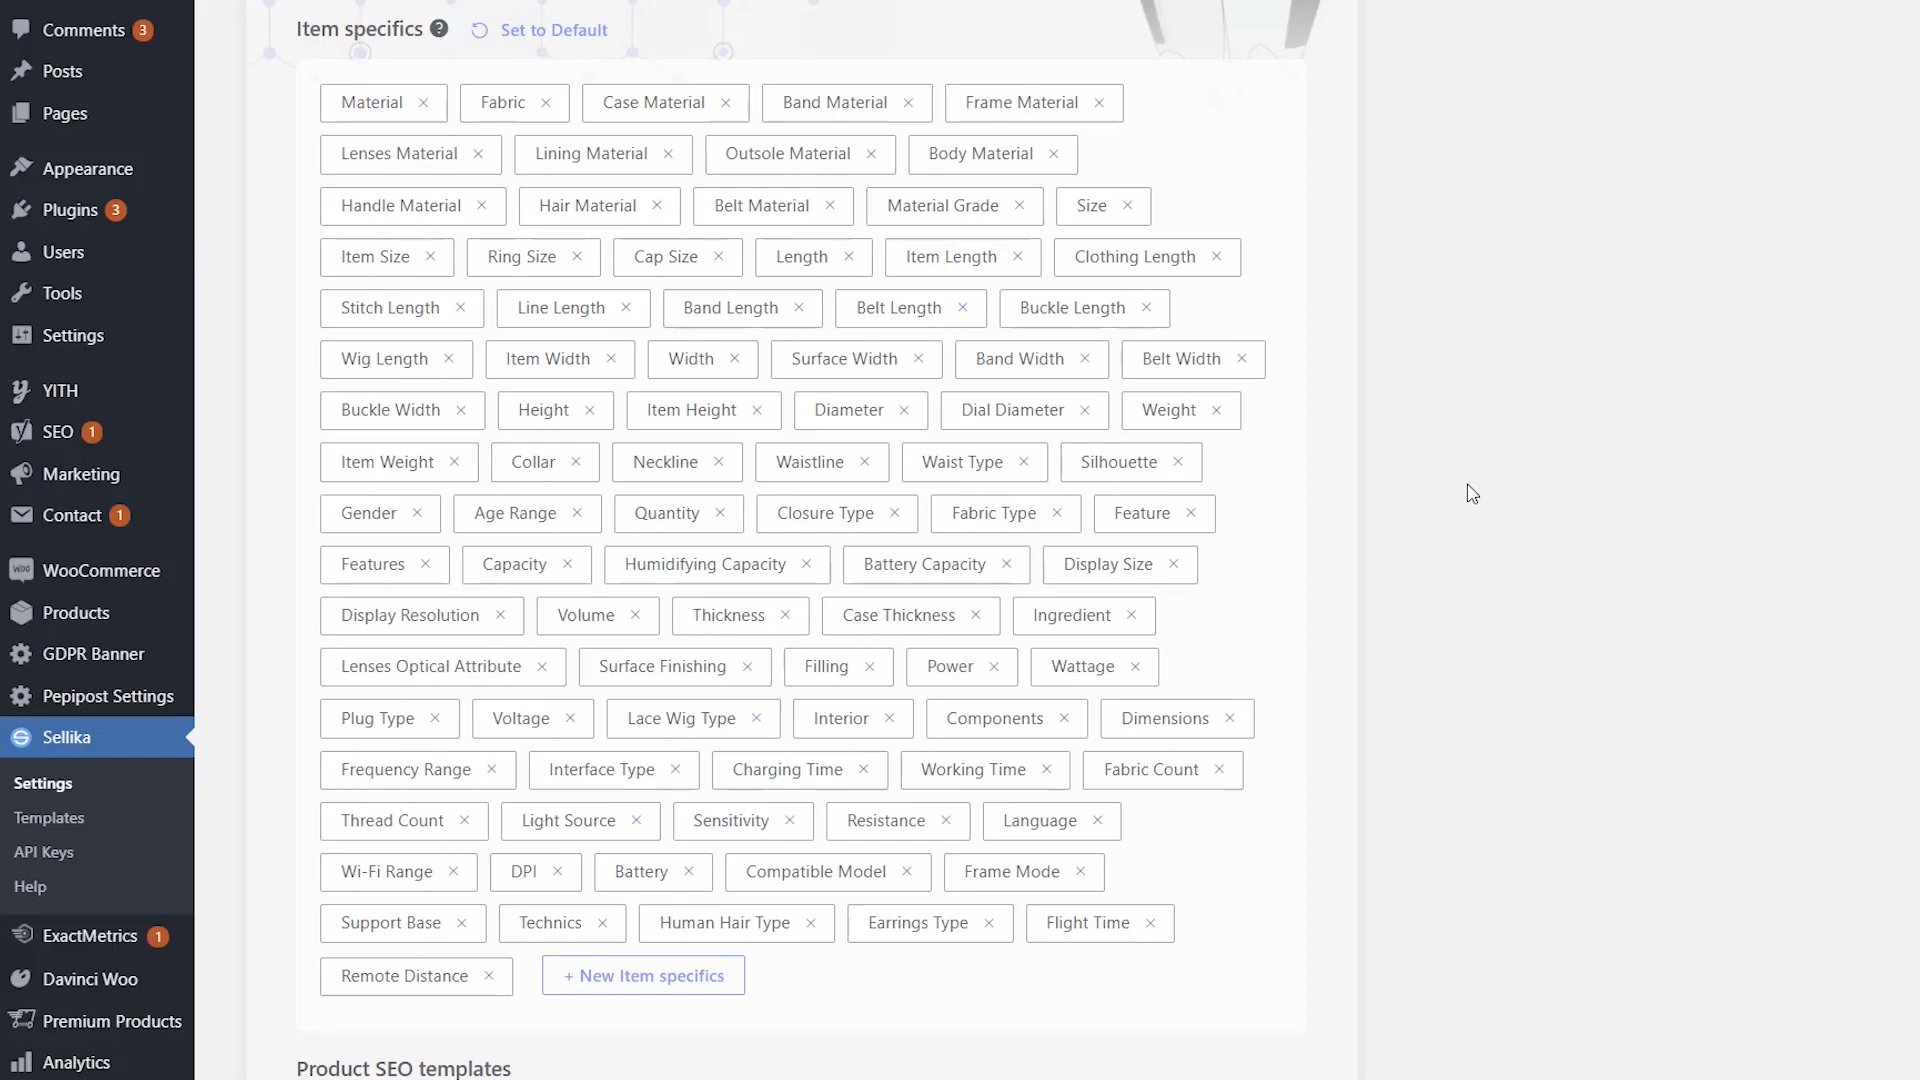 Comments 3
Posts
Pages
Appearance
Plugins 3
Users
Tools
Settings
YITH
SEO 1
Marketing
Contact 1
WooCommerce
Products
GDPR Banner
Pepipost Settings
Sellika
Settings
Templates
API Keys
Help
ExactMetrics 1
Davinci Woo
Premium Products
Analytics
Item specifics ? Set to Default
Material × Fabric × Case Material × Band Material × Frame Material ×
Lenses Material × Lining Material × Outsole Material × Body Material ×
Handle Material × Hair Material × Belt Material × Material Grade × Size ×
Item Size × Ring Size × Cap Size × Length × Item Length × Clothing Length ×
Stitch Length × Line Length × Band Length × Belt Length × Buckle Length ×
Wig Length × Item Width × Width × Surface Width × Band Width × Belt Width ×
Buckle Width × Height × Item Height × Diameter × Dial Diameter × Weight ×
Item Weight × Collar × Neckline × Waistline × Waist Type × Silhouette ×
Gender × Age Range × Quantity × Closure Type × Fabric Type × Feature ×
Features × Capacity × Humidifying Capacity × Battery Capacity × Display Size ×
Display Resolution × Volume × Thickness × Case Thickness × Ingredient ×
Lenses Optical Attribute × Surface Finishing × Filling × Power × Wattage ×
Plug Type × Voltage × Lace Wig Type × Interior × Components × Dimensions ×
Frequency Range × Interface Type × Charging Time × Working Time × Fabric Count ×
Thread Count × Light Source × Sensitivity × Resistance × Language ×
Wi-Fi Range × DPI × Battery × Compatible Model × Frame Mode ×
Support Base × Technics × Human Hair Type × Earrings Type × Flight Time ×
Remote Distance × + New Item specifics
Product SEO templates